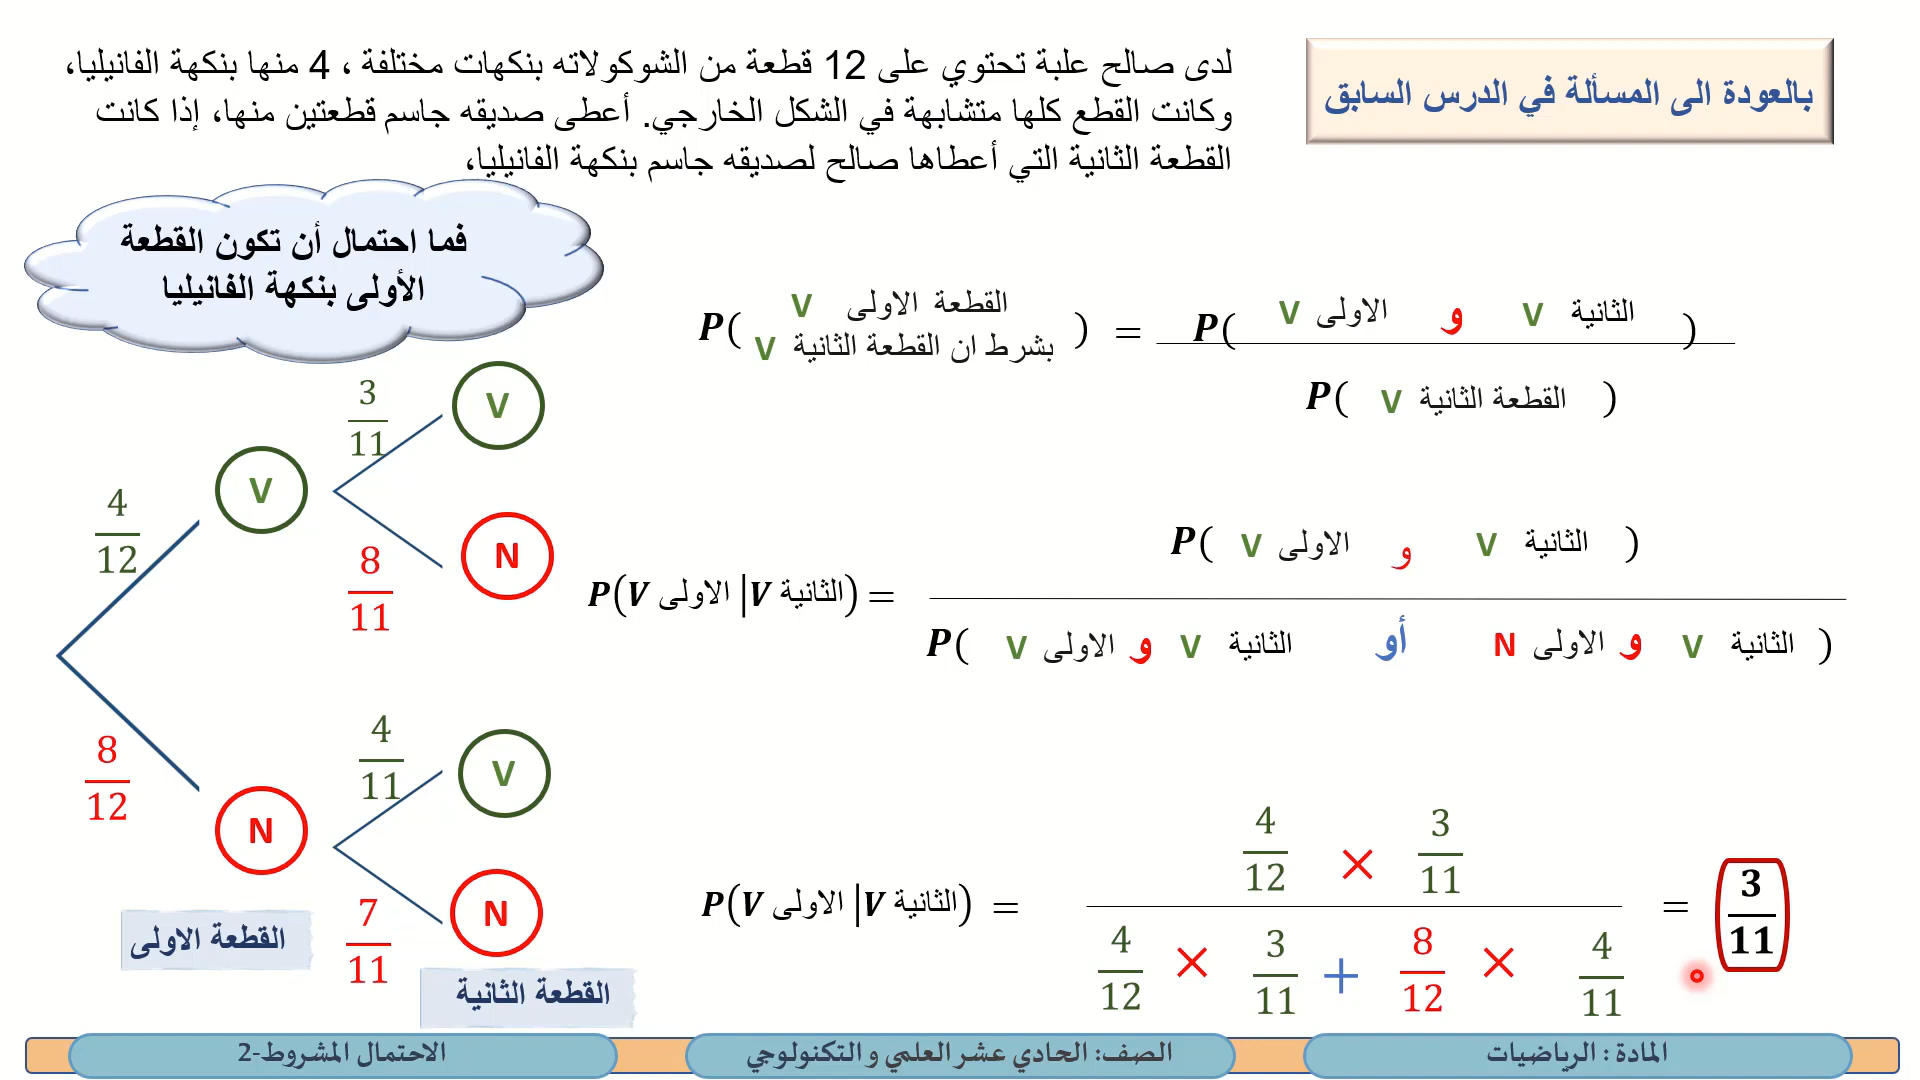 بالعودة الى المسألة في الدرس السابق
لدى صالح علبة تحتوي على 12 قطعة من الشوكولاته بنكهات مختلفة ، 4 منها بنكهة الفانيليا،
وكانت القطع كلها متشابهة في الشكل الخارجي. أعطى صديقه جاسم قطعتين منها، إذا كانت
القطعة الثانية التي أعطاها صالح لصديقه جاسم بنكهة الفانيليا،
فما احتمال أن تكون القطعة
الأولى بنكهة الفانيليا
P( القطعة الاولى V بشرط ان القطعة الثانية V ) = P( V الاولى و V الثانية )
P( V القطعة الثانية )
3/11
V
4/12
V
8/11
N
P( V الاولى و V الثانية )
P(V الاولى |V الثانية) =
P( V الاولى و V الثانية أو N الاولى و V الثانية )
4/11
V
8/12
N
7/11
N
القطعة الاولى
القطعة الثانية
4/12 × 3/11
P(V الاولى |V الثانية) = = 3/11
4/12 × 3/11 + 8/12 × 4/11
المادة : الرياضيات
الصف: الحادي عشر العلمي و التكنولوجي
الاحتمال المشروط-2